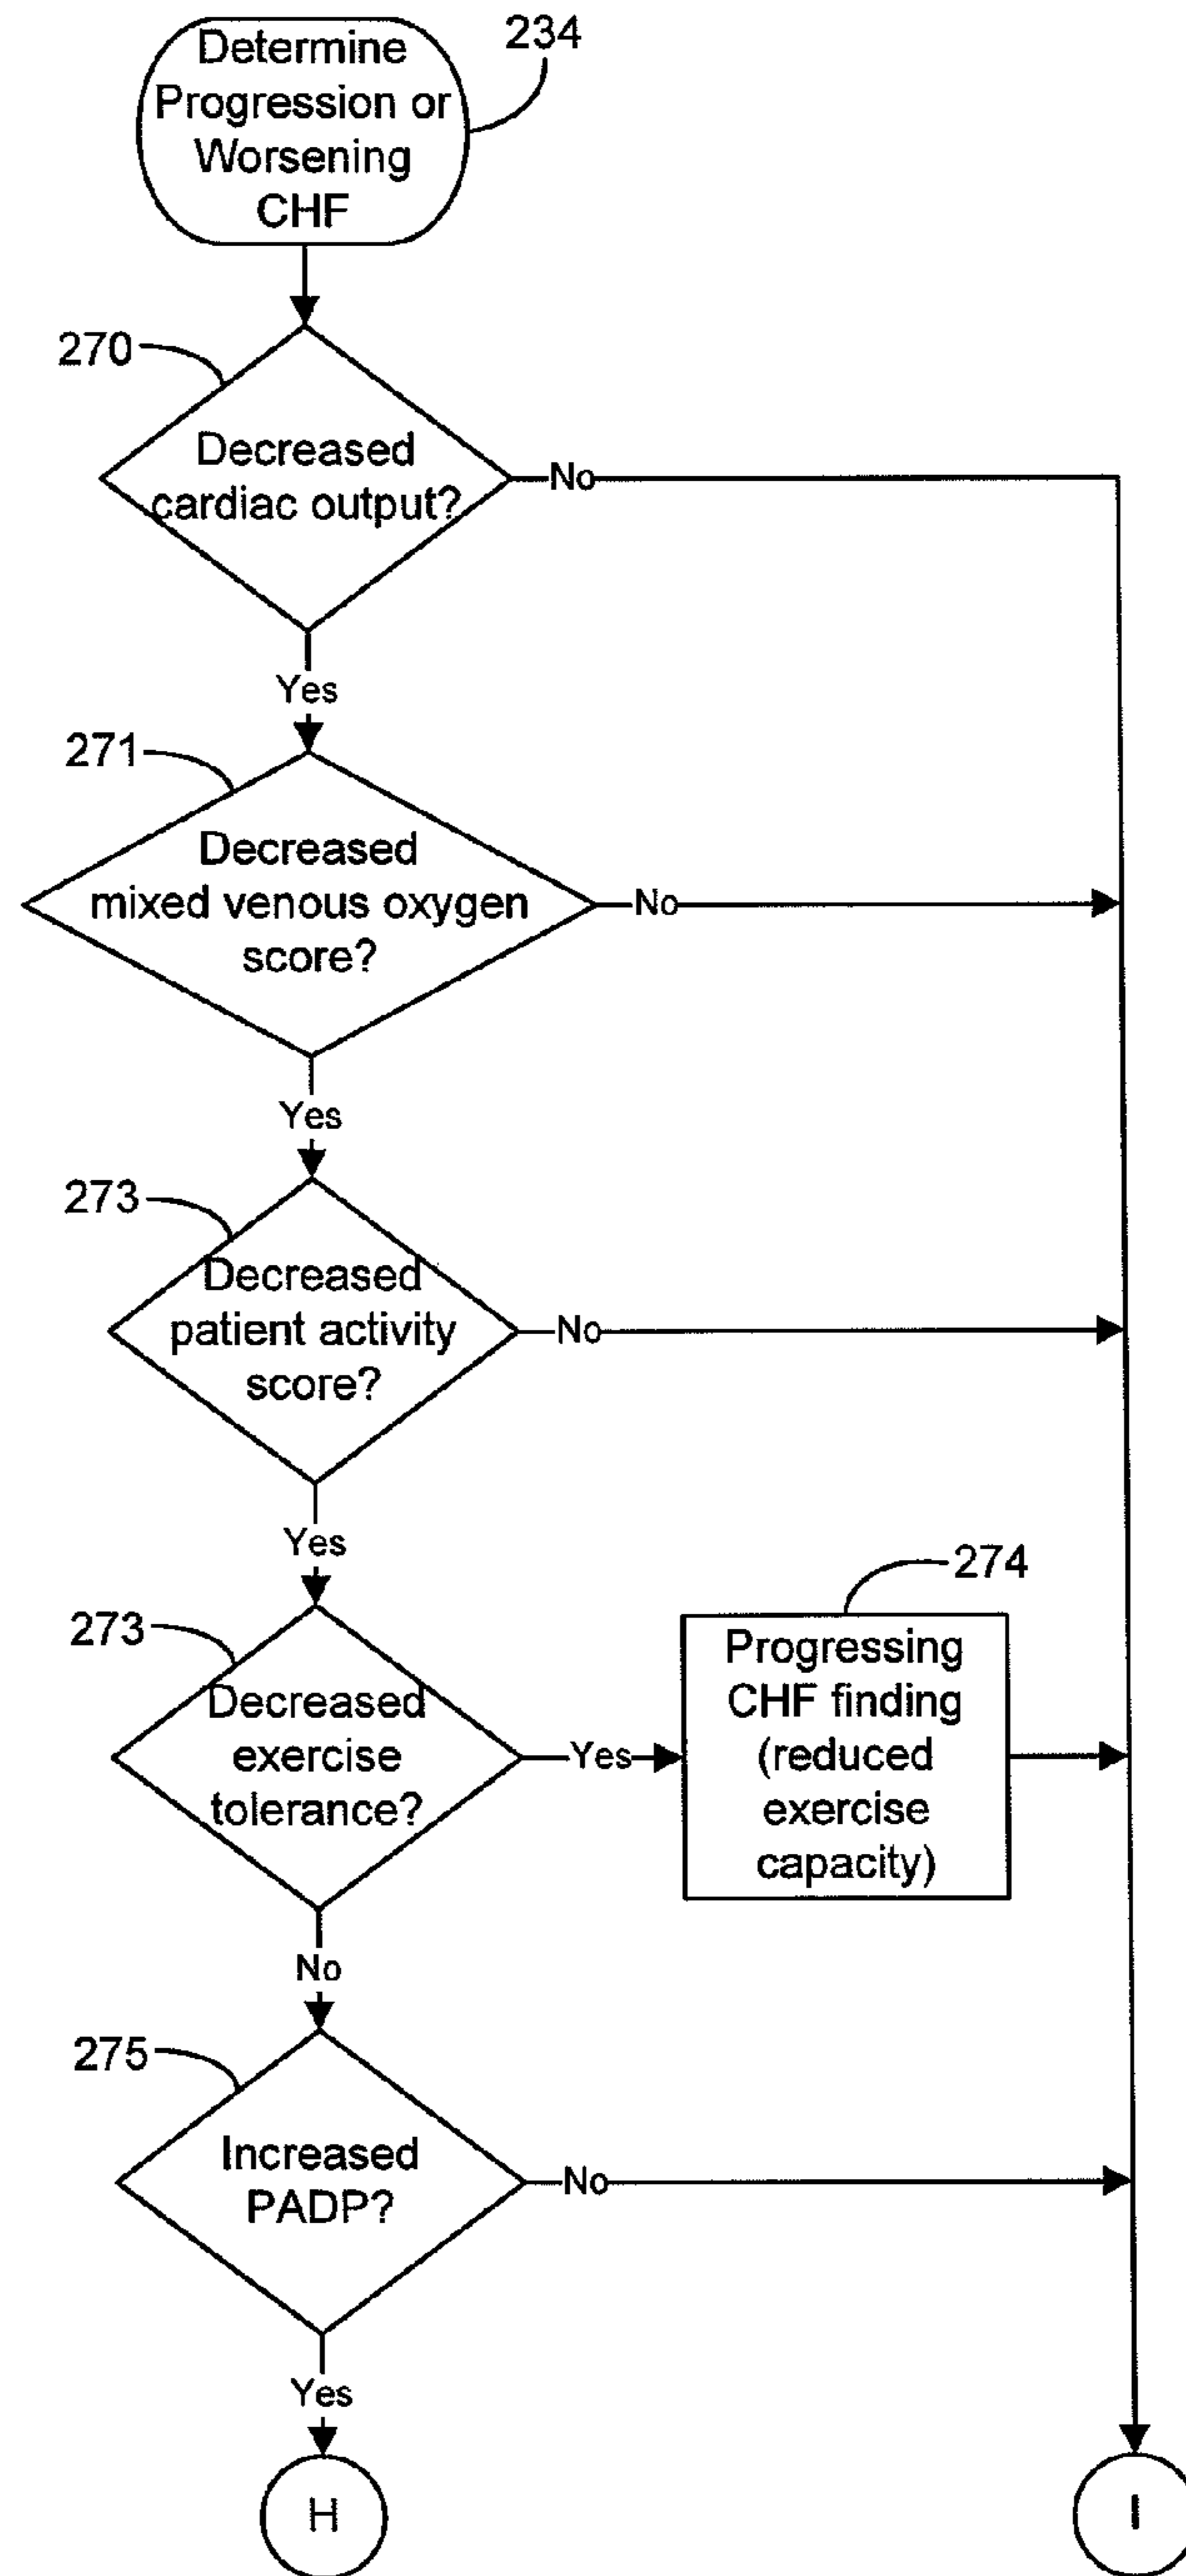 Determine
Progression or
Worsening
CHF
234
270
Decreased
cardiac output?
No
Yes
271
Decreased
mixed venous oxygen
score?
No
Yes
273
Decreased
patient activity
score?
No
Yes
273
Decreased
exercise
tolerance?
Yes
274
Progressing
CHF finding
(reduced
exercise
capacity)
No
275
Increased
PADP?
No
Yes
H
I